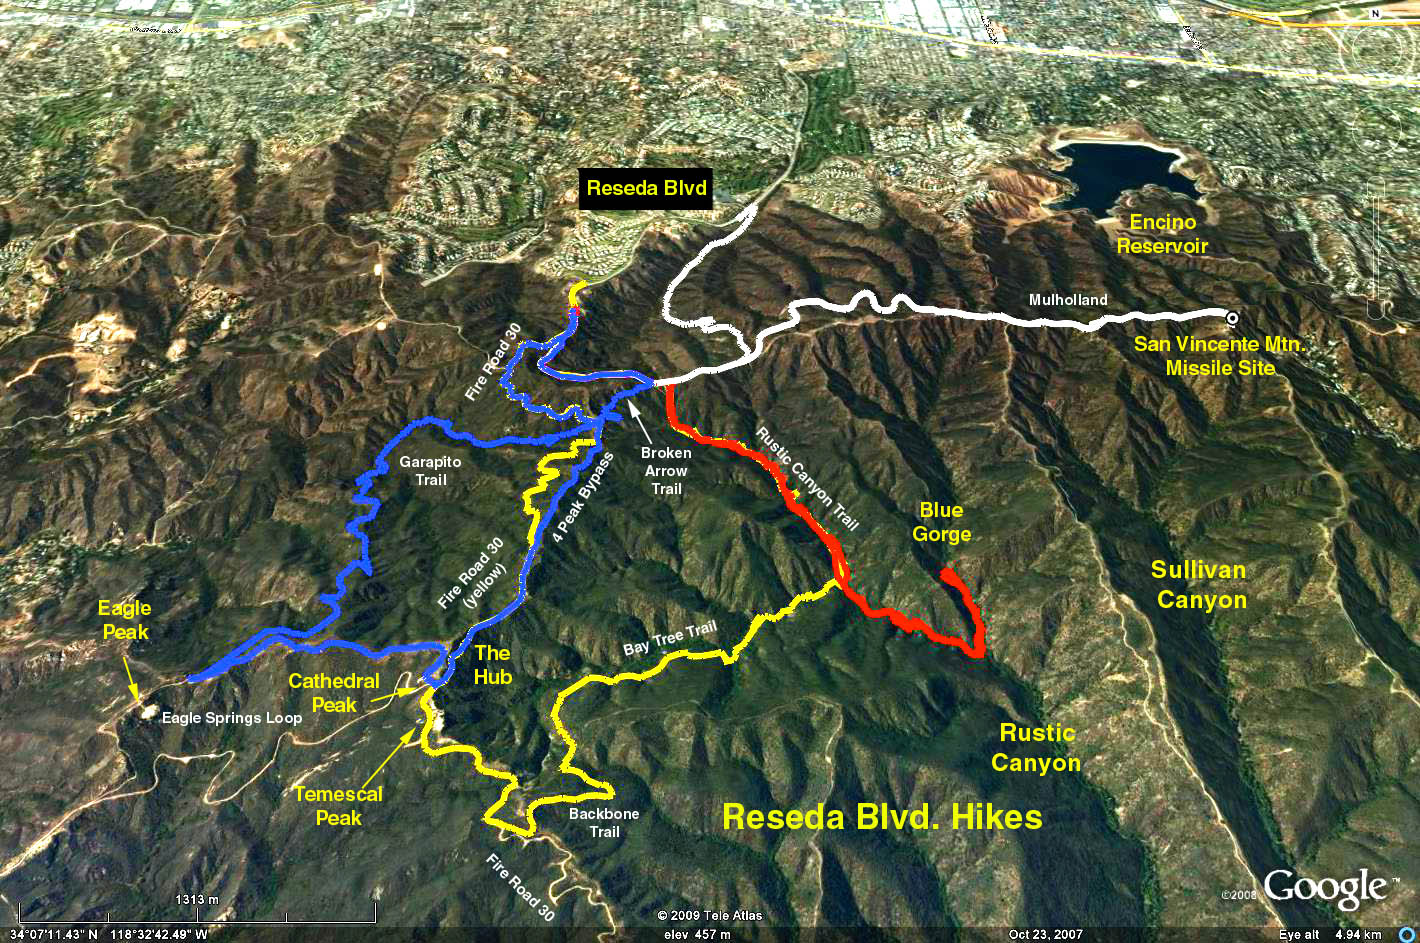 N
Reseda Blvd
Encino
Reservoir
Mulholland
San Vincente Mtn.
Missile Site
Fire Road 30
Broken
Arrow
Trail
Garapito
Trail
4 Peak Bypass
Rustic Canyon Trail
Blue
Gorge
Fire Road 30
(yellow)
Sullivan
Canyon
Eagle
Peak
Bay Tree Trail
The
Hub
Cathedral
Peak
Eagle Springs Loop
Rustic
Canyon
Temescal
Peak
Backbone
Trail
Reseda Blvd. Hikes
Fire Road 30
©2008 Google™
1313 m
© 2009 Tele Atlas
34°07'11.43" N 118°32'42.49" W
elev 457 m
Oct 23, 2007
Eye alt 4.94 km